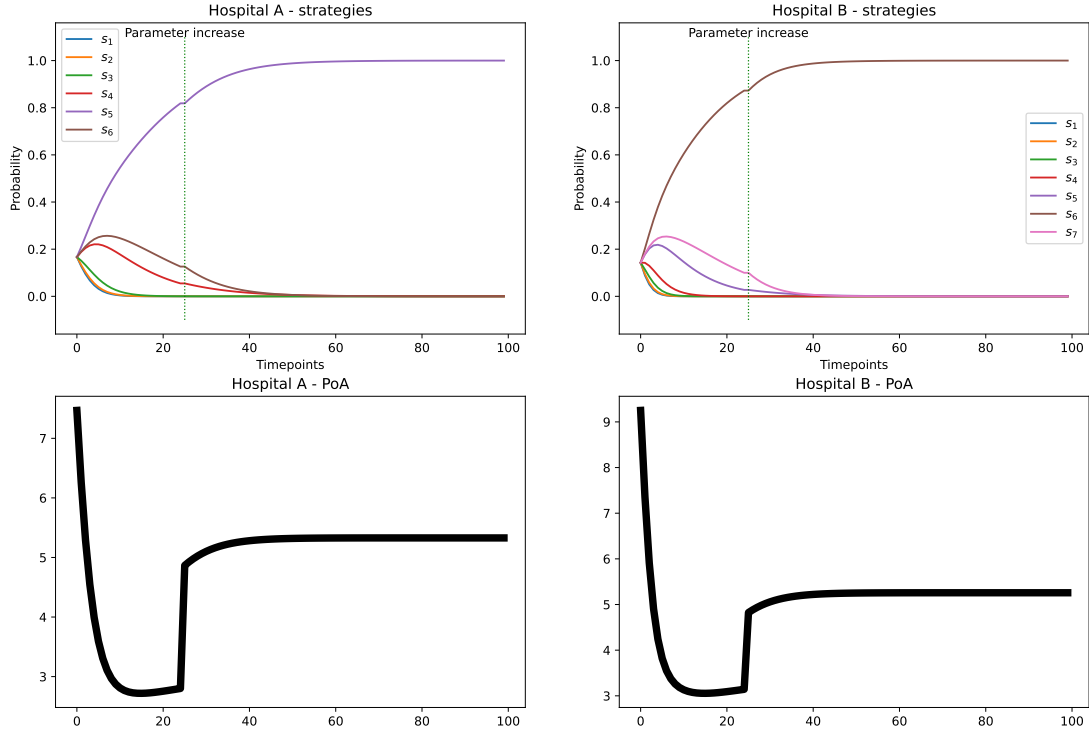 Hospital A - strategies
Parameter increase
Probability
1.0
0.8
0.6
0.4
0.2
0.0
s1
s2
s3
s4
s5
s6
0 20 40 60 80 100
Timepoints
Hospital B - strategies
Parameter increase
Probability
1.0
0.8
0.6
0.4
0.2
0.0
s1
s2
s3
s4
s5
s6
s7
0 20 40 60 80 100
Timepoints
Hospital A - PoA
7
6
5
4
3
0 20 40 60 80 100
Hospital B - PoA
9
8
7
6
5
4
3
0 20 40 60 80 100